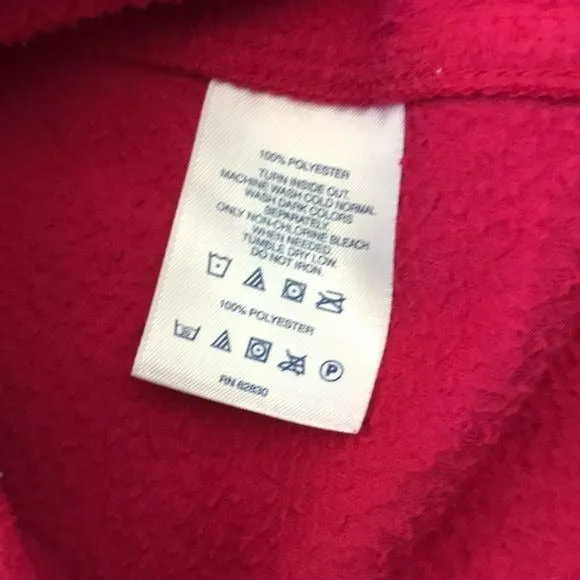 100% POLYESTER
TURN INSIDE OUT.
MACHINE WASH COLD NORMAL
WASH DARK COLORS
SEPARATELY.
ONLY NON-CHLORINE BLEACH
WHEN NEEDED.
TUMBLE DRY LOW.
DO NOT IRON.
100% POLYESTER
P
RN 82830